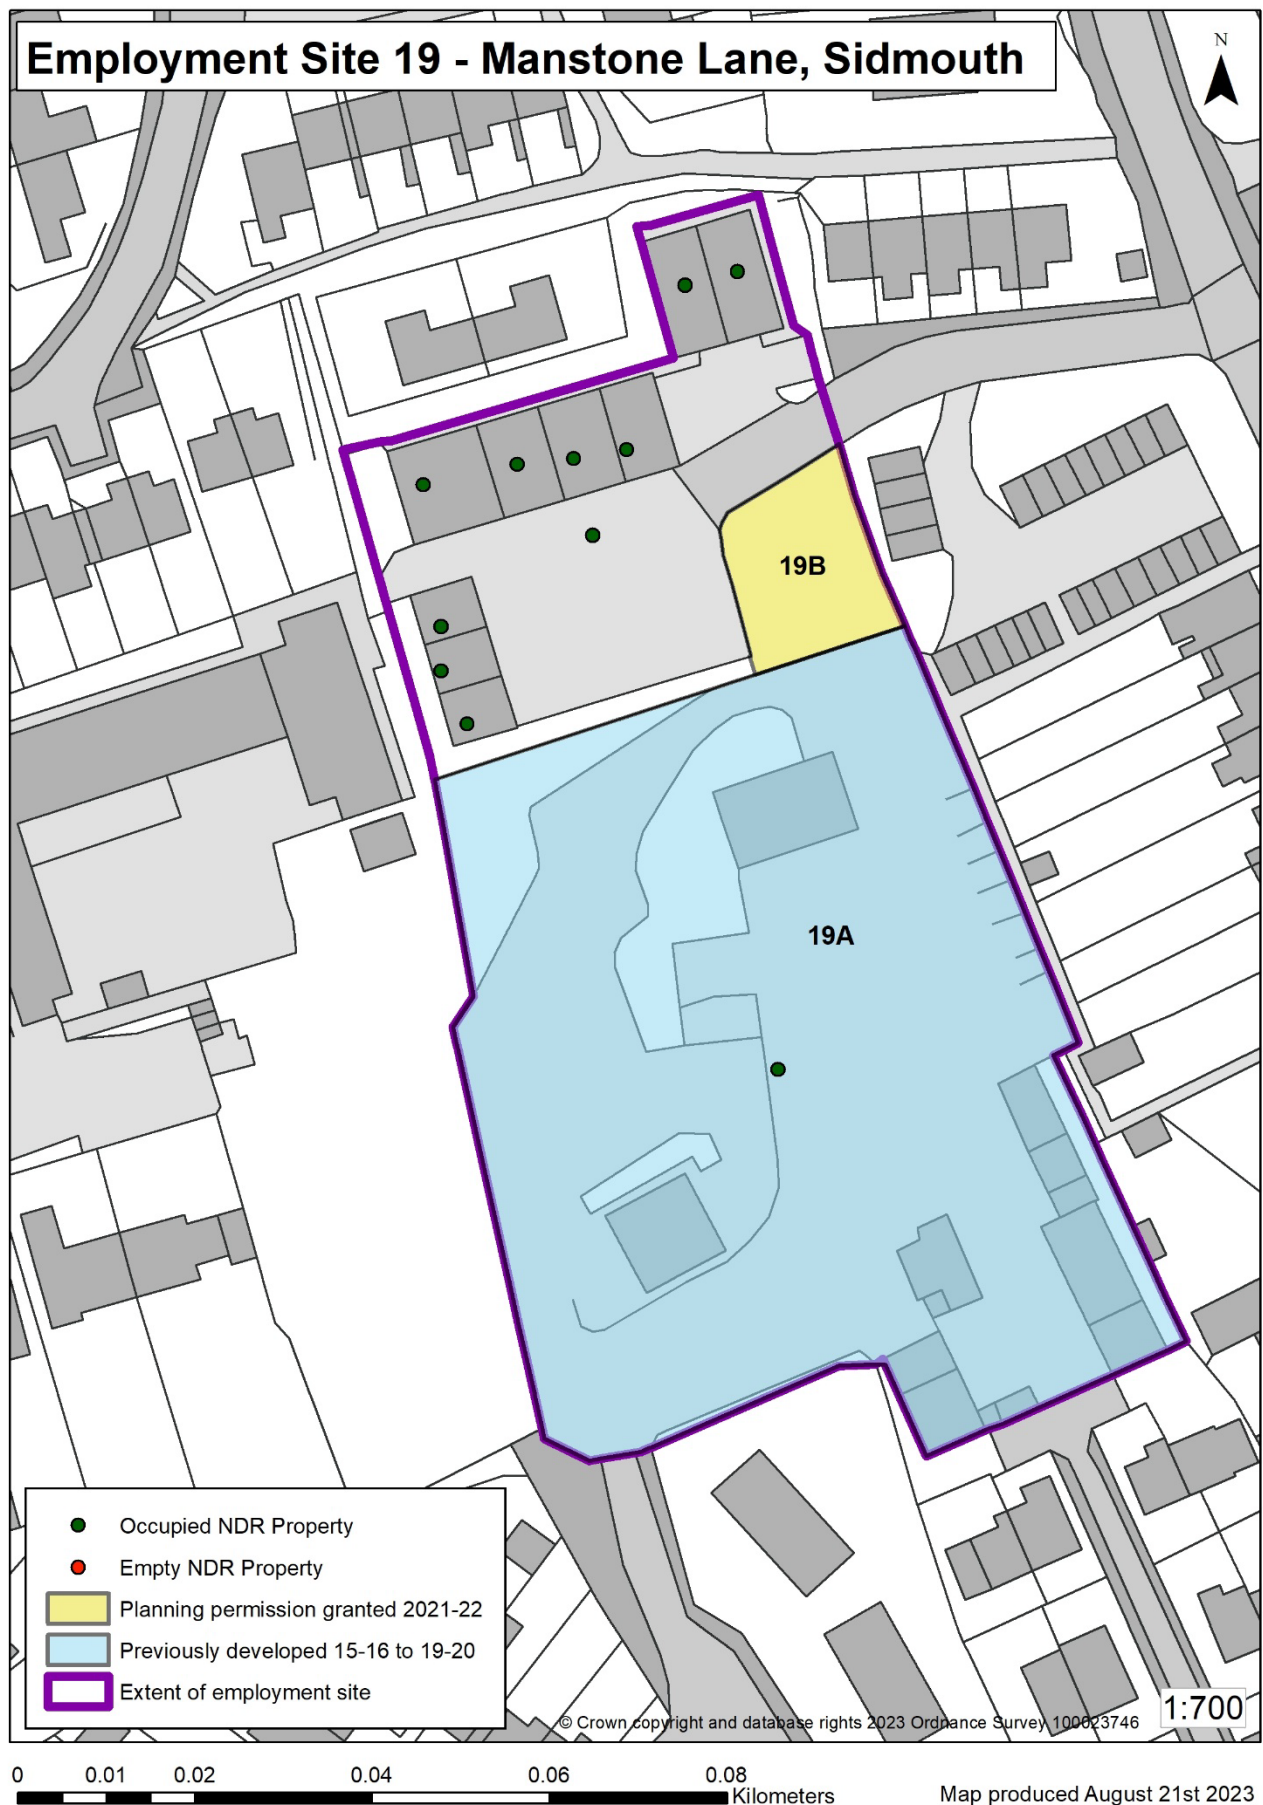 Employment Site 19 - Manstone Lane, Sidmouth
N
19B
19A
Occupied NDR Property
Empty NDR Property
Planning permission granted 2021-22
Previously developed 15-16 to 19-20
Extent of employment site
1:700
© Crown copyright and database rights 2023 Ordnance Survey 100023746
0 0.01 0.02 0.04 0.06 0.08
Kilometers
Map produced August 21st 2023